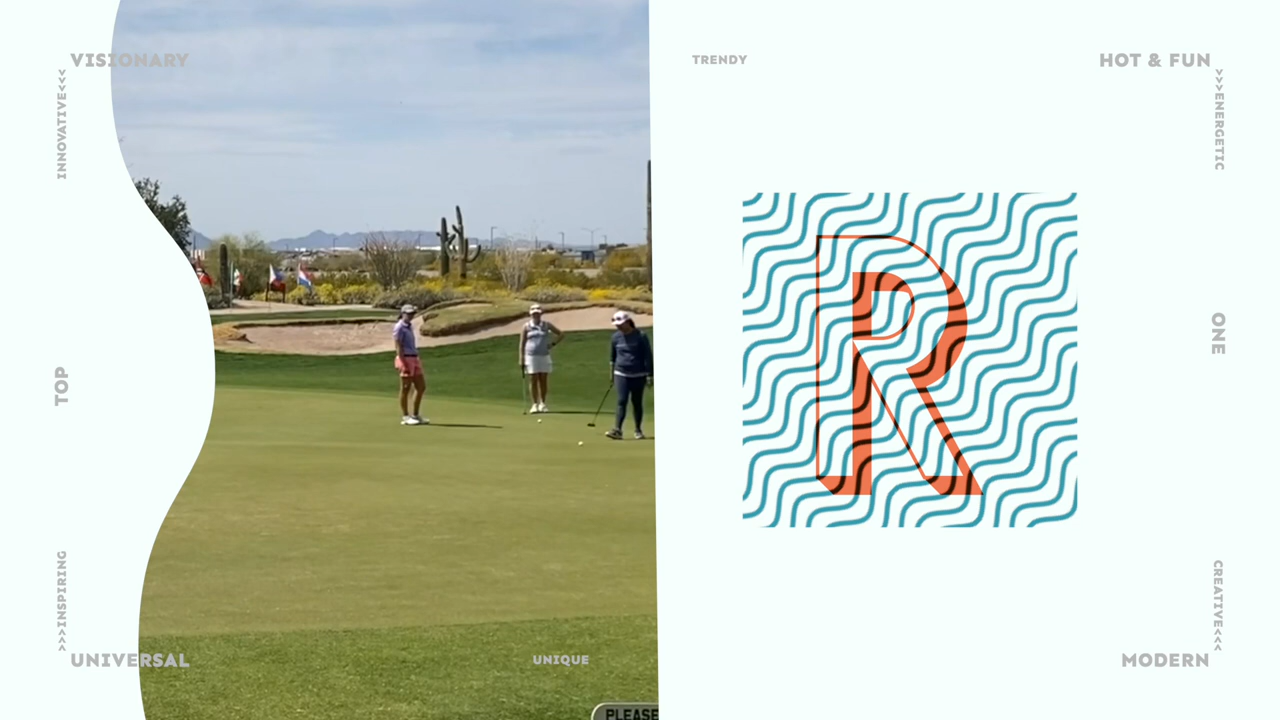 VISIONARY
TRENDY
HOT & FUN
INNOVATIVE<<<
>>>ENERGETIC
R
TOP
ONE
>>>INSPIRING
CREATIVE<<<
UNIVERSAL
UNIQUE
MODERN
PLEASE